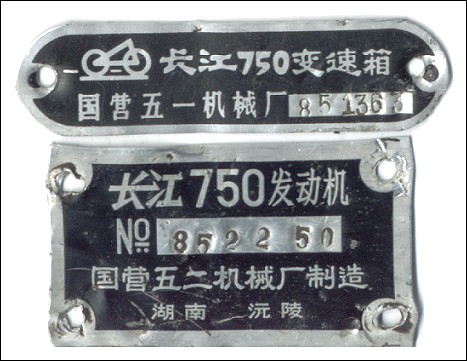 长江750变速箱
国营五一机械厂 851363
长江750发动机
№ 852250
国营五二机械厂制造
湖南 沅陵